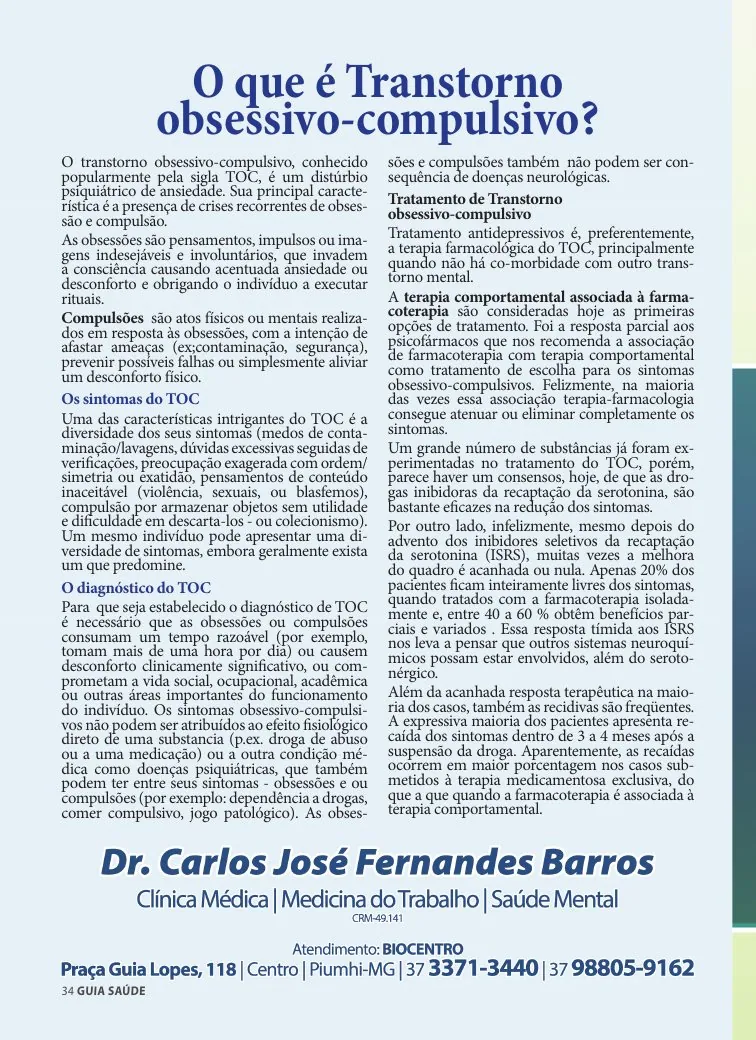 O que é Transtorno
obsessivo-compulsivo?
O transtorno obsessivo-compulsivo, conhecido
popularmente pela sigla TOC, é um distúrbio
psiquiátrico de ansiedade. Sua principal caracte-
rística é a presença de crises recorrentes de obses-
são e compulsão.
As obsessões são pensamentos, impulsos ou ima-
gens indesejáveis e involuntários, que invadem
a consciência causando acentuada ansiedade ou
desconforto e obrigando o indivíduo a executar
rituais.
Compulsões são atos físicos ou mentais realiza-
dos em resposta às obsessões, com a intenção de
afastar ameaças (ex;contaminação, segurança),
prevenir possíveis falhas ou simplesmente aliviar
um desconforto físico.
Os sintomas do TOC
Uma das características intrigantes do TOC é a
diversidade dos seus sintomas (medos de conta-
minação/lavagens, dúvidas excessivas seguidas de
verificações, preocupação exagerada com ordem/
simetria ou exatidão, pensamentos de conteúdo
inaceitável (violência, sexuais, ou blasfemos),
compulsão por armazenar objetos sem utilidade
e dificuldade em descarta-los - ou colecionismo).
Um mesmo indivíduo pode apresentar uma di-
versidade de sintomas, embora geralmente exista
um que predomine.
O diagnóstico do TOC
Para que seja estabelecido o diagnóstico de TOC
é necessário que as obsessões ou compulsões
consumam um tempo razoável (por exemplo,
tomam mais de uma hora por dia) ou causem
desconforto clinicamente significativo, ou com-
prometam a vida social, ocupacional, acadêmica
ou outras áreas importantes do funcionamento
do indivíduo. Os sintomas obsessivo-compulsi-
vos não podem ser atribuídos ao efeito fisiológico
direto de uma substancia (p.ex. droga de abuso
ou a uma medicação) ou a outra condição mé-
dica como doenças psiquiátricas, que também
podem ter entre seus sintomas - obsessões e ou
compulsões (por exemplo: dependência a drogas,
comer compulsivo, jogo patológico). As obses-
sões e compulsões também não podem ser con-
sequência de doenças neurológicas.
Tratamento de Transtorno
obsessivo-compulsivo
Tratamento antidepressivos é, preferentemente,
a terapia farmacológica do TOC, principalmente
quando não há co-morbidade com outro trans-
torno mental.
A terapia comportamental associada à farma-
coterapia são consideradas hoje as primeiras
opções de tratamento. Foi a resposta parcial aos
psicofármacos que nos recomenda a associação
de farmacoterapia com terapia comportamental
como tratamento de escolha para os sintomas
obsessivo-compulsivos. Felizmente, na maioria
das vezes essa associação terapia-farmacologia
consegue atenuar ou eliminar completamente os
sintomas.
Um grande número de substâncias já foram ex-
perimentadas no tratamento do TOC, porém,
parece haver um consensos, hoje, de que as dro-
gas inibidoras da recaptação da serotonina, são
bastante eficazes na redução dos sintomas.
Por outro lado, infelizmente, mesmo depois do
advento dos inibidores seletivos da recaptação
da serotonina (ISRS), muitas vezes a melhora
do quadro é acanhada ou nula. Apenas 20% dos
pacientes ficam inteiramente livres dos sintomas,
quando tratados com a farmacoterapia isolada-
mente e, entre 40 a 60 % obtêm benefícios par-
ciais e variados . Essa resposta tímida aos ISRS
nos leva a pensar que outros sistemas neuroquí-
micos possam estar envolvidos, além do seroto-
nérgico.
Além da acanhada resposta terapêutica na maio-
ria dos casos, também as recidivas são freqüentes.
A expressiva maioria dos pacientes apresenta re-
caída dos sintomas dentro de 3 a 4 meses após a
suspensão da droga. Aparentemente, as recaídas
ocorrem em maior porcentagem nos casos sub-
metidos à terapia medicamentosa exclusiva, do
que a que quando a farmacoterapia é associada à
terapia comportamental.
Dr. Carlos José Fernandes Barros
Clínica Médica | Medicina do Trabalho | Saúde Mental
CRM-49.141
Atendimento: BIOCENTRO
Praça Guia Lopes, 118 | Centro | Piumhi-MG | 37 3371-3440 | 37 98805-9162
34 GUIA SAÚDE